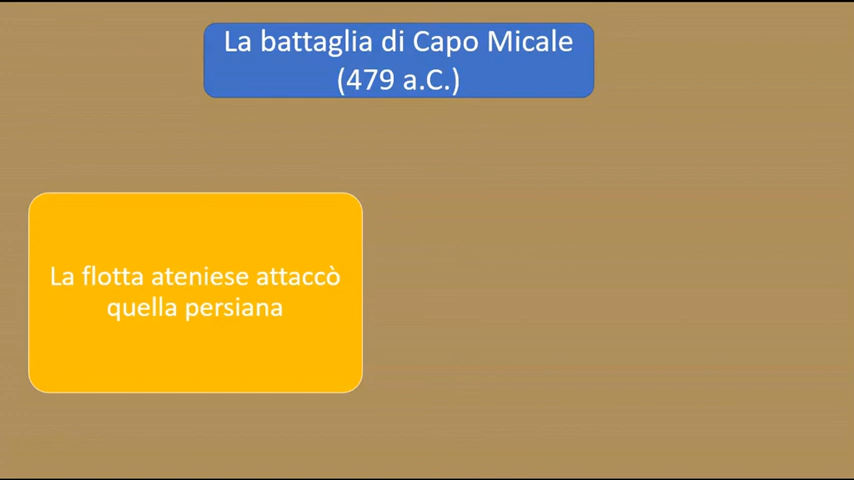 La battaglia di Capo Micale
(479 a.C.)
La flotta ateniese attaccò
quella persiana